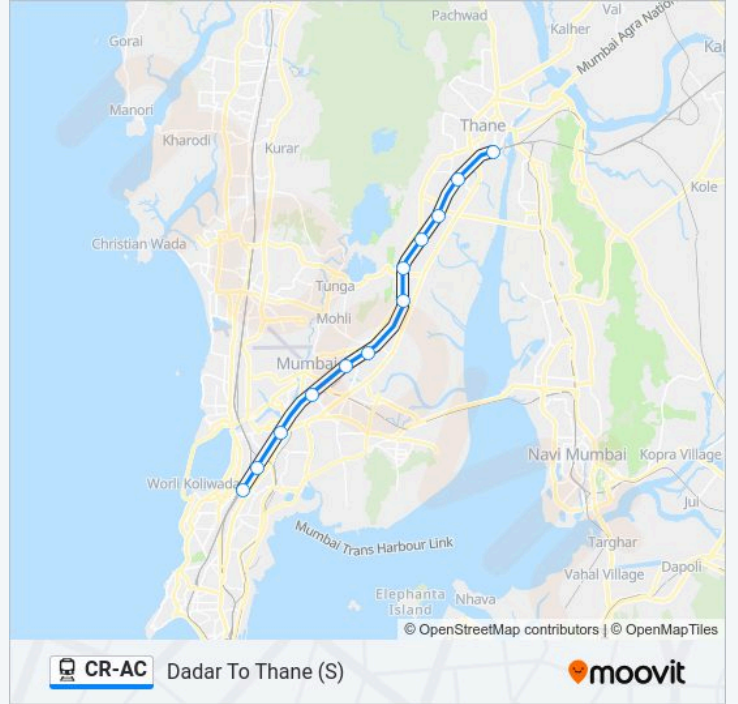 Pachwad
Val
Gorai
Kalher
Mumbai Agra Natio
Kal
Manori
Thane
Kharodi
Kurar
Kole
Christian Wada
Tunga
Mohli
Mumbai
Navi Mumbai
Kopra Village
Worli Koliwada
Jui
Mumbai Trans Harbour Link
Targhar
Vahal Village
Dapoli
Elephanta
Island
Nhava
© OpenStreetMap contributors | © OpenMapTiles
CR-AC
Dadar To Thane (S)
moovit